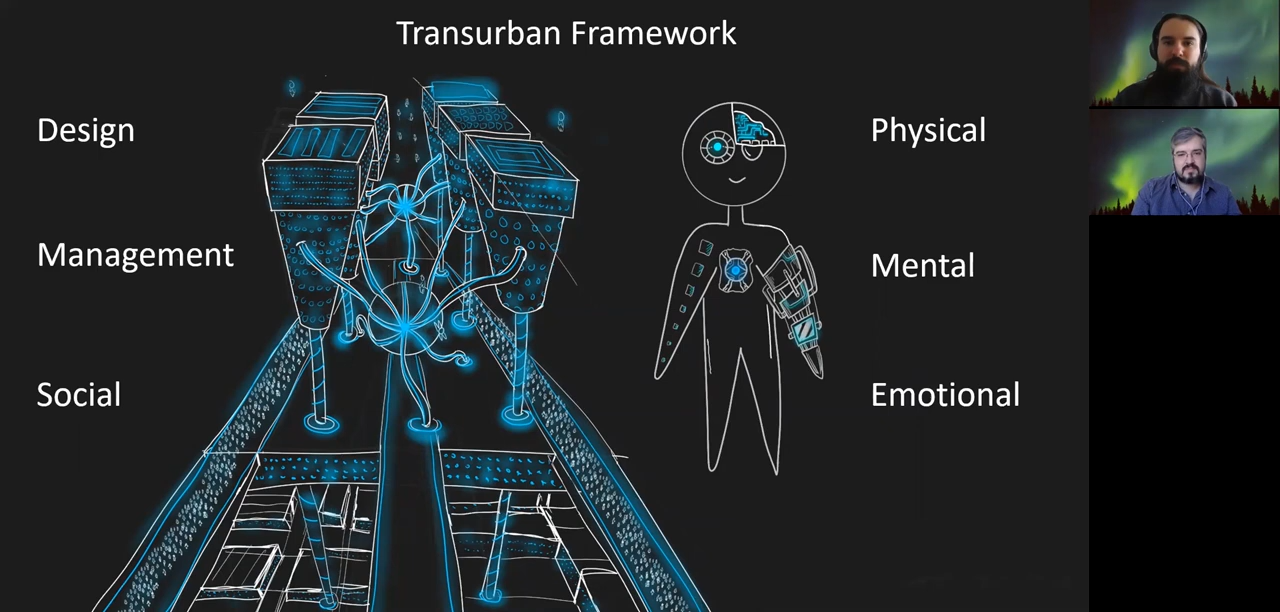 Transurban Framework
Design
Management
Social
Physical
Mental
Emotional